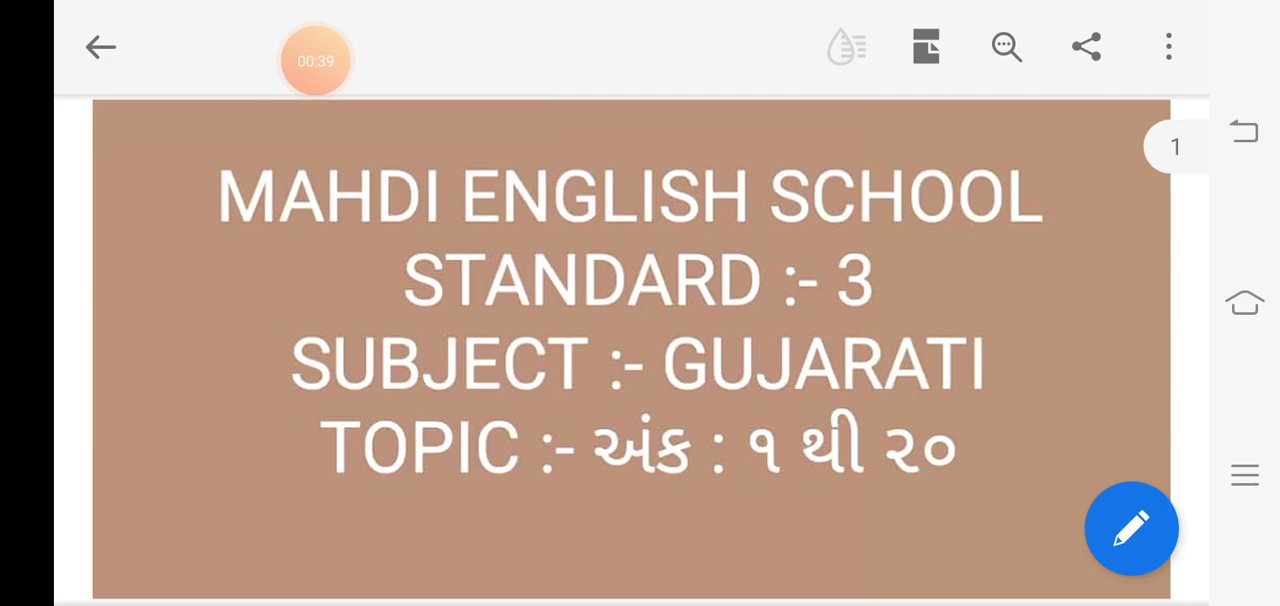 00:39
1
MAHDI ENGLISH SCHOOL
STANDARD :- 3
SUBJECT :- GUJARATI
TOPIC :- અંક : ૧ થી ૨૦